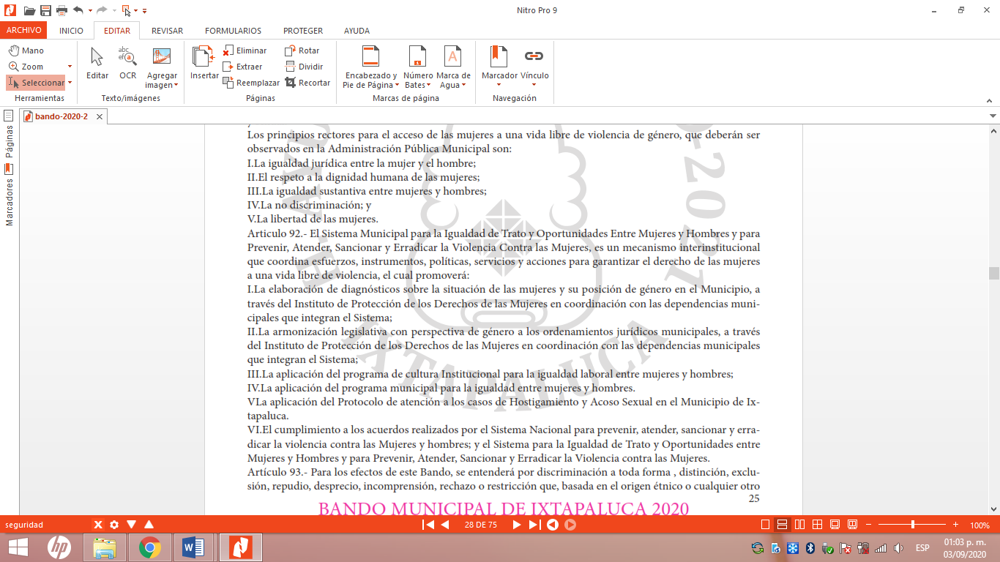 Nitro Pro 9
ARCHIVO INICIO EDITAR REVISAR FORMULARIOS PROTEGER AYUDA
Mano
Zoom
Seleccionar
Herramientas
Editar
abc efa OCR
Agregar imagen
Texto/imágenes
Insertar
Eliminar
Extraer
Reemplazar
Rotar
Dividir
Recortar
Páginas
Encabezado y Pie de Página
Número Bates
Marca de Agua
Marcas de página
Marcador
Vínculo
Navegación
bando-2020-2
Páginas
Marcadores
Los principios rectores para el acceso de las mujeres a una vida libre de violencia de género, que deberán ser
observados en la Administración Pública Municipal son:
I.La igualdad jurídica entre la mujer y el hombre;
II.El respeto a la dignidad humana de las mujeres;
III.La igualdad sustantiva entre mujeres y hombres;
IV.La no discriminación; y
V.La libertad de las mujeres.
Articulo 92.- El Sistema Municipal para la Igualdad de Trato y Oportunidades Entre Mujeres y Hombres y para
Prevenir, Atender, Sancionar y Erradicar la Violencia Contra las Mujeres, es un mecanismo interinstitucional
que coordina esfuerzos, instrumentos, políticas, servicios y acciones para garantizar el derecho de las mujeres
a una vida libre de violencia, el cual promoverá:
I.La elaboración de diagnósticos sobre la situación de las mujeres y su posición de género en el Municipio, a
través del Instituto de Protección de los Derechos de las Mujeres en coordinación con las dependencias muni-
cipales que integran el Sistema;
II.La armonización legislativa con perspectiva de género a los ordenamientos jurídicos municipales, a través
del Instituto de Protección de los Derechos de las Mujeres en coordinación con las dependencias municipales
que integran el Sistema;
III.La aplicación del programa de cultura Institucional para la igualdad laboral entre mujeres y hombres;
IV.La aplicación del programa municipal para la igualdad entre mujeres y hombres.
VLa aplicación del Protocolo de atención a los casos de Hostigamiento y Acoso Sexual en el Municipio de Ix-
tapaluca.
VI.El cumplimiento a los acuerdos realizados por el Sistema Nacional para prevenir, atender, sancionar y erra-
dicar la violencia contra las Mujeres y hombres; y el Sistema para la Igualdad de Trato y Oportunidades entre
Mujeres y Hombres y para Prevenir, Atender, Sancionar y Erradicar la Violencia contra las Mujeres.
Artículo 93.- Para los efectos de este Bando, se entenderá por discriminación a toda forma , distinción, exclu-
sión, repudio, desprecio, incomprensión, rechazo o restricción que, basada en el origen étnico o cualquier otro
25
BANDO MUNICIPAL DE IXTAPALUCA 2020
IXTAPALUCA
-2021
seguridad
28 DE 75
100%
hp
ESP
01:03 p. m.
03/09/2020